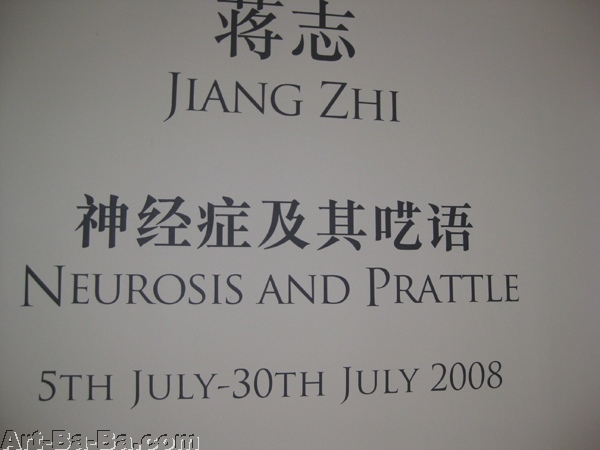 蒋志
JIANG ZHI
神经症及其呓语
NEUROSIS AND PRATTLE
5TH JULY-30TH JULY 2008
Art-Ba-Ba.com